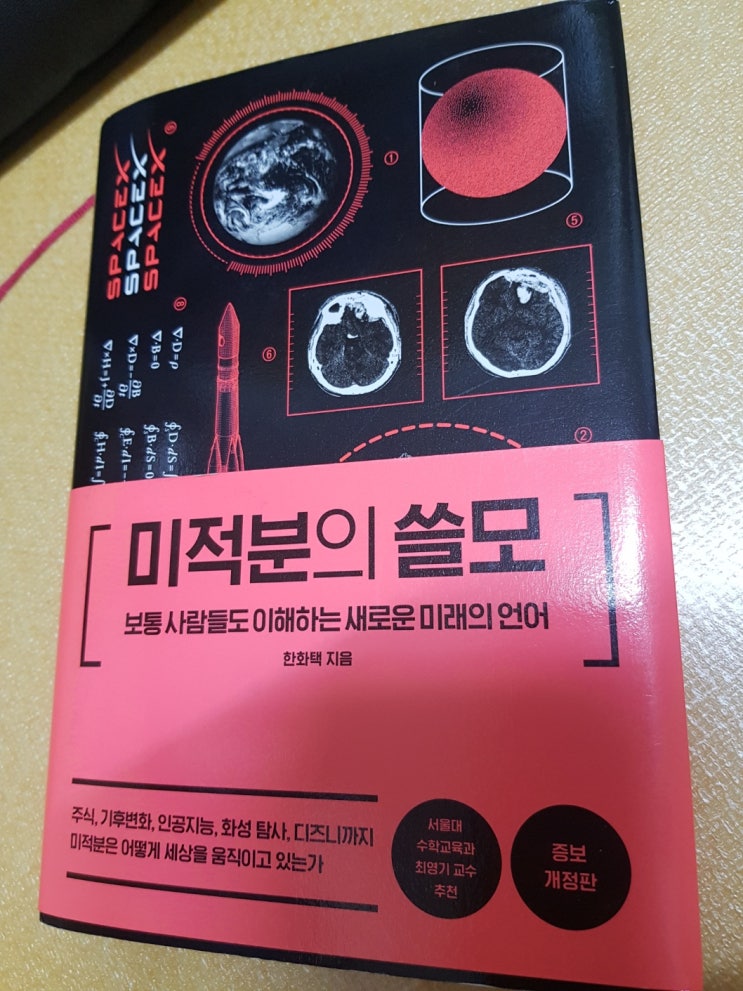 SPACEX
SPACEX
SPACEX
⑨
①
⑤
⑧
∇·D=ρ
∇·B=0
∇×D=-∂B/∂t
∇×H=J+∂D/∂t
⑥
②
미적분의 쓸모
보통 사람들도 이해하는 새로운 미래의 언어
한화택 지음
주식, 기후변화, 인공지능, 화성 탐사, 디즈니까지
미적분은 어떻게 세상을 움직이고 있는가
서울대
수학교육과
최영기 교수
추천
증보
개정판